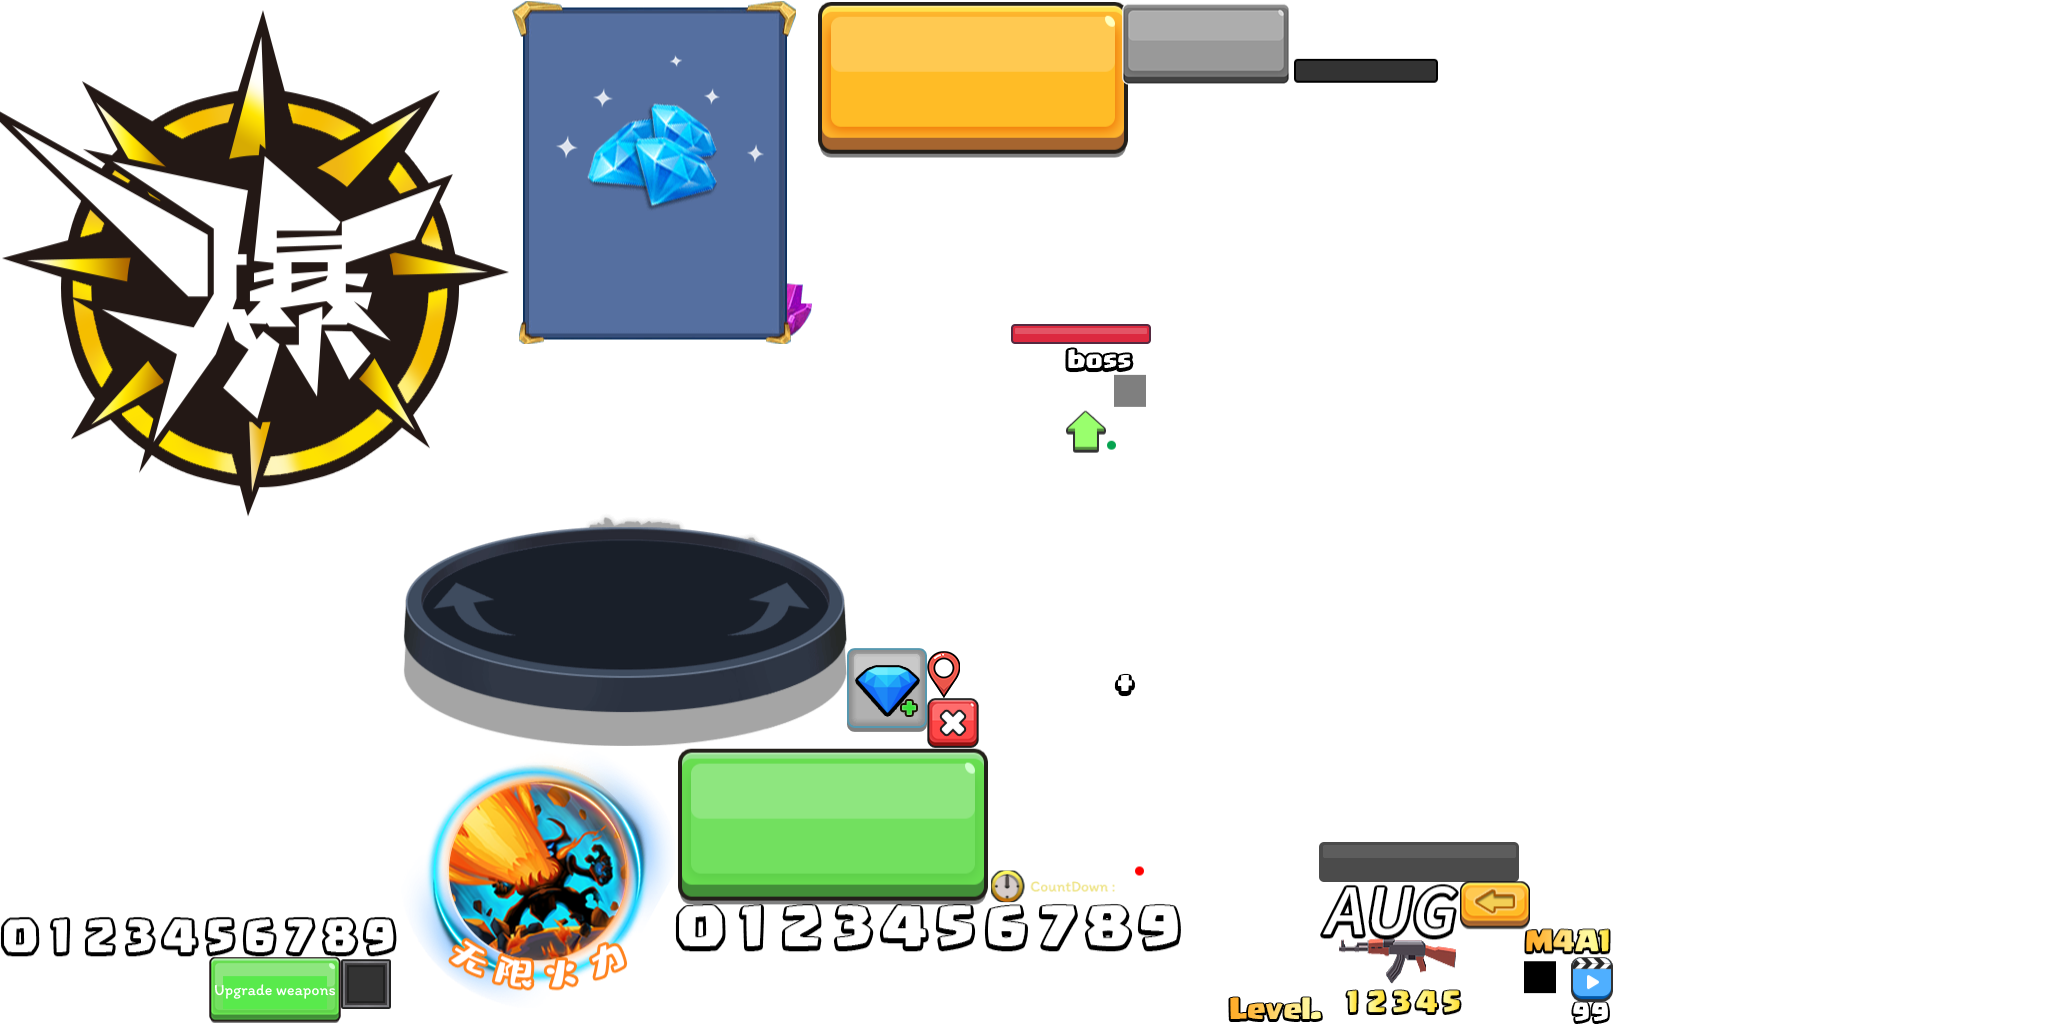 爆
boss
CountDown :
0123456789
0123456789
无限火力
Upgrade weapons
AUG
M4A1
Level.
12345
99